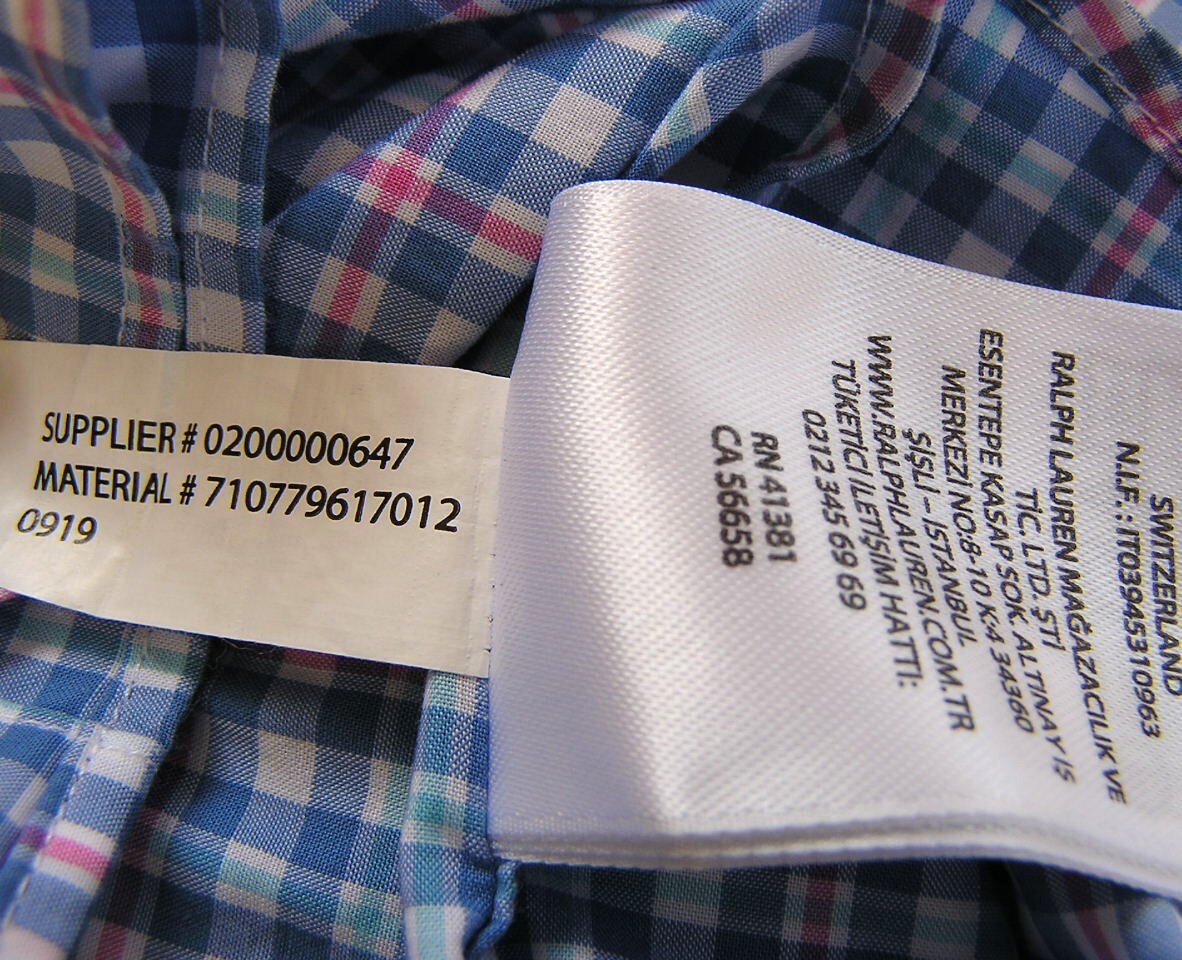 SUPPLIER # 0200000647
MATERIAL # 710779617012
0919
SWITZERLAND
N.I.F. : IT03945310963
RALPH LAUREN MAĞAZACILIK VE
TİC. LTD. ŞTİ
ESENTEPE KASAP SOK. ALTINAY IS
MERKEZİ NO:8-10 K:4 34360
ŞİŞLİ – İSTANBUL
WWW.RALPHLAUREN.COM.TR
TÜKETİCİ İLETİŞİM HATTI:
0212 345 69 69
RN 41381
CA 56658